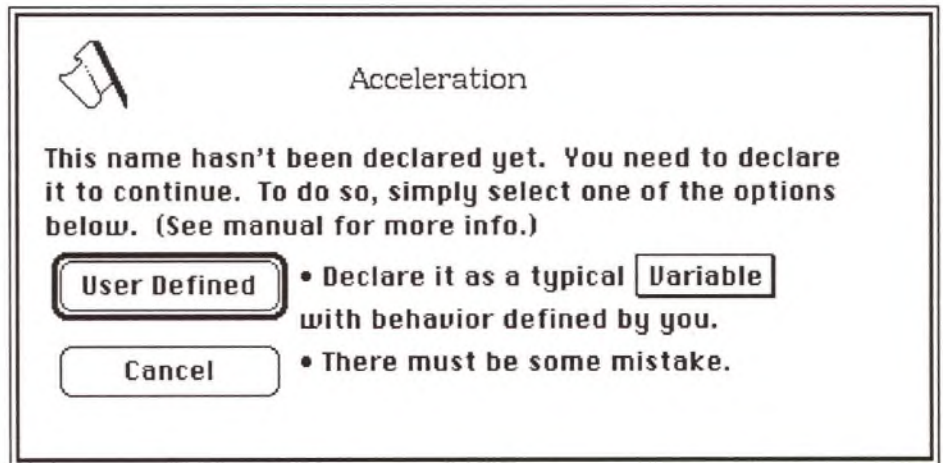 Acceleration
This name hasn't been declared yet. You need to declare
it to continue. To do so, simply select one of the options
below. (See manual for more info.)
User Defined • Declare it as a typical Variable
with behavior defined by you.
Cancel • There must be some mistake.